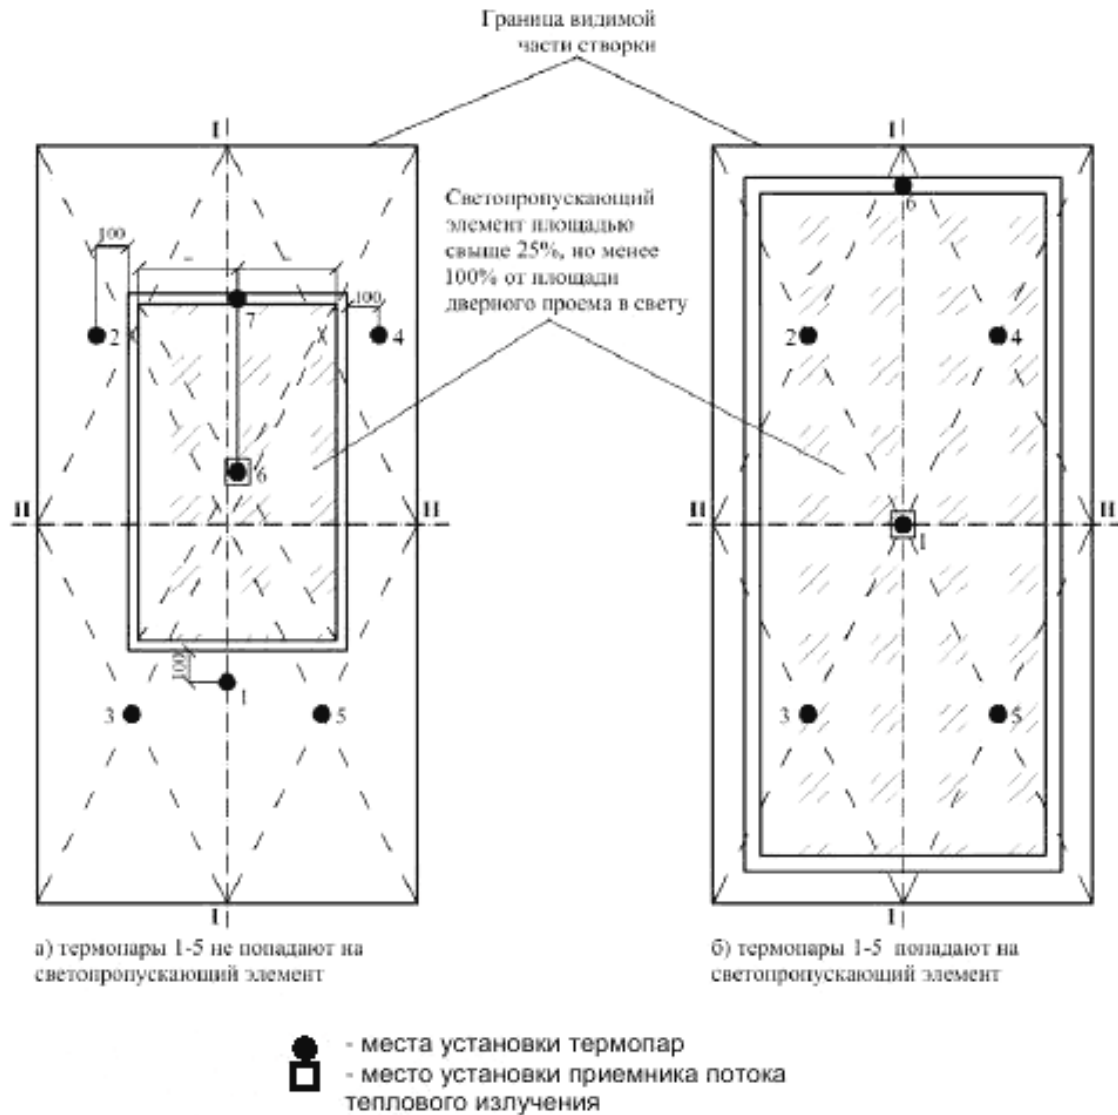 Граница видимой
части створки
I
I
Светопропускающий
элемент площадью
свыше 25%, но менее
100% от площади
дверного проема в свету
100
100
7
6
2
4
2
4
6
II
II
II
II
1
100
1
3
5
3
5
I
I
а) термопары 1-5 не попадают на
светопропускающий элемент
б) термопары 1-5 попадают на
светопропускающий элемент
- места установки термопар
- место установки приемника потока
теплового излучения